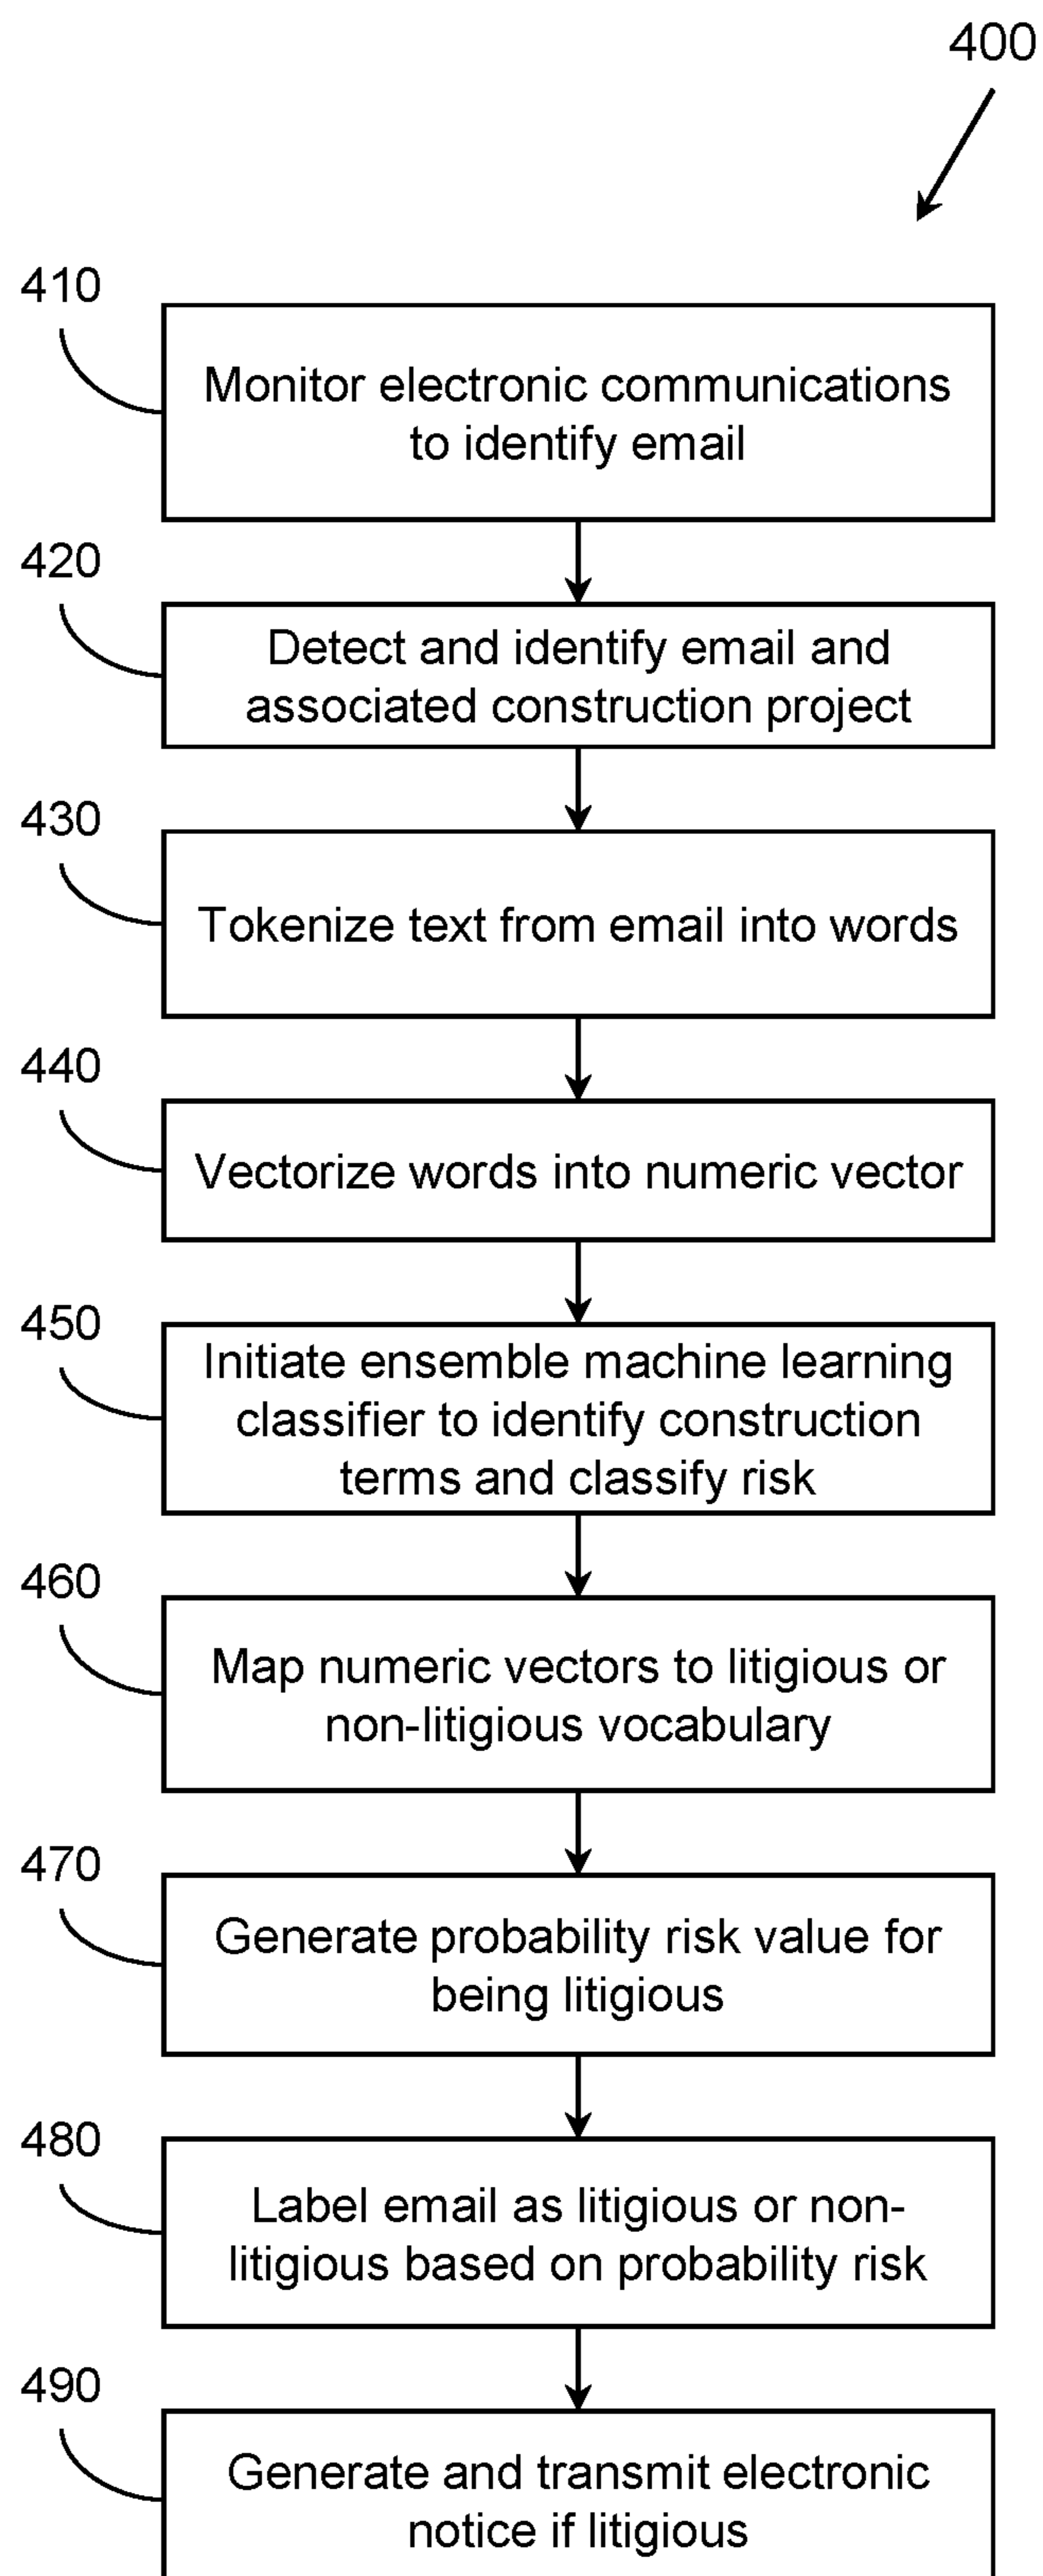 400
410
Monitor electronic communications
to identify email
420
Detect and identify email and
associated construction project
430
Tokenize text from email into words
440
Vectorize words into numeric vector
450
Initiate ensemble machine learning
classifier to identify construction
terms and classify risk
460
Map numeric vectors to litigious or
non-litigious vocabulary
470
Generate probability risk value for
being litigious
480
Label email as litigious or non-
litigious based on probability risk
490
Generate and transmit electronic
notice if litigious